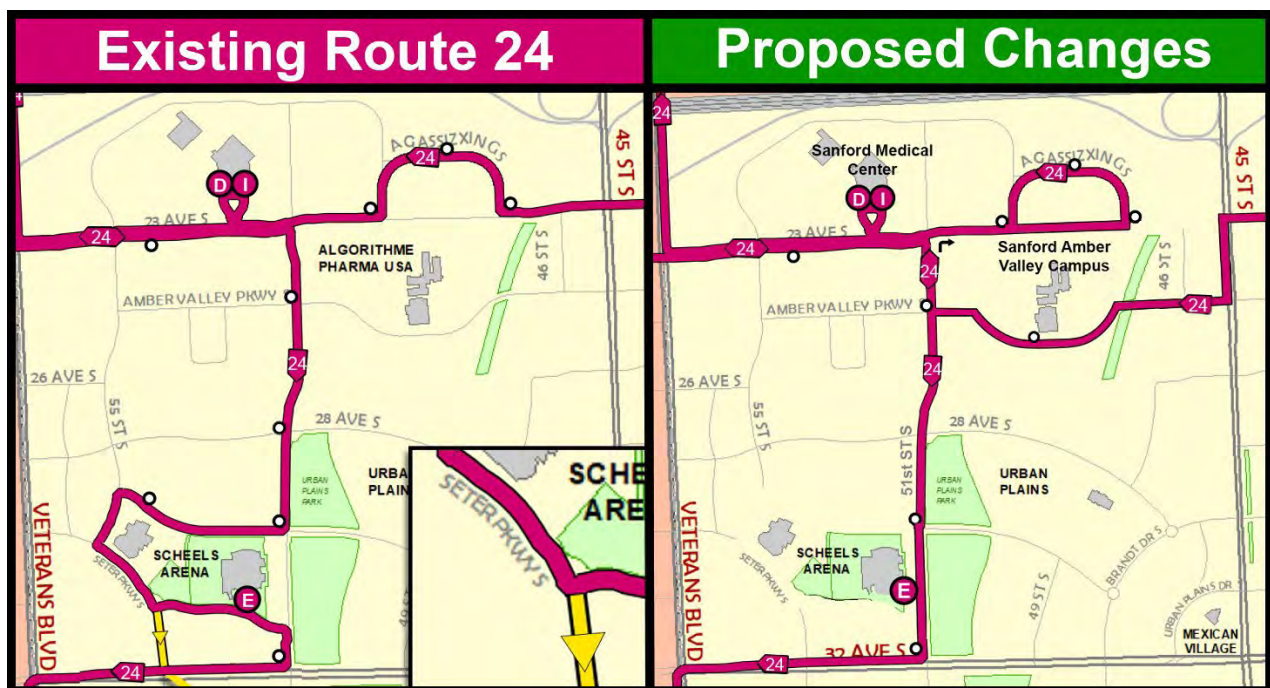 Existing Route 24
24
AGASSIZ XINGS
24
45 ST S
D I
23 AVE S
24
ALGORITHME
PHARMA USA
46 ST S
AMBER VALLEY PKWY S
24
26 AVE S
55 ST S
28 AVE S
URBAN
PLAINS
PARK
URBA
PLAIN
VETERANS BLVD
SCHEELS
ARENA
SETER PKWY S
E
49 ST S
24
SCHE
ARE
SETER PKWY S
Proposed Changes
24
Sanford Medical
Center
AGASSIZ XINGS
24
45 ST S
D I
23 AVE S
24
Sanford Amber
Valley Campus
46 ST S
24
AMBER VALLEY PKWY
24
24
26 AVE S
55 ST S
28 AVE S
51st ST S
URBAN
PLAINS
PARK
URBAN
PLAINS
VETERANS BLVD
SCHEELS
ARENA
SETER PKWY S
E
BRANDT DR S
49 ST S
URBAN PLAINS DR
MEXICAN
VILLAGE
32 AVE S
24